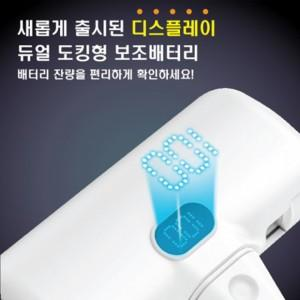 새롭게 출시된 디스플레이
듀얼 도킹형 보조배터리
배터리 잔량을 편리하게 확인하세요!